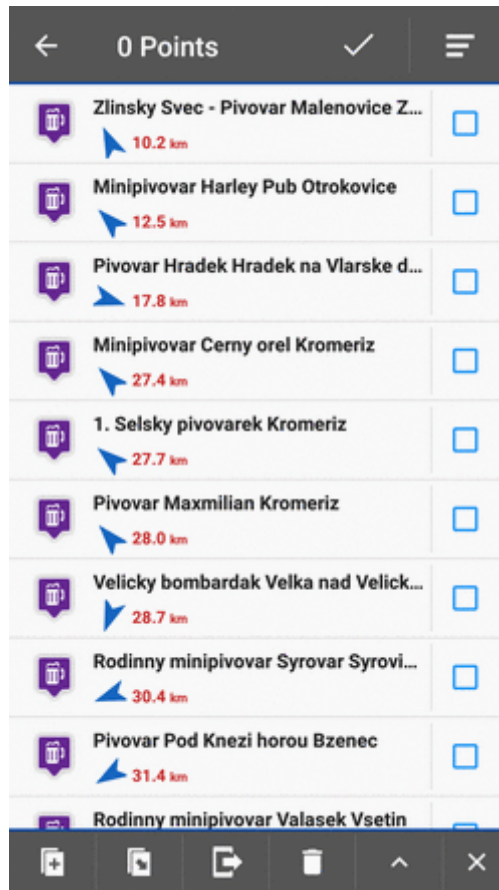 0 Points
Zlinsky Svec - Pivovar Malenovice Z...
10.2 km
Minipivovar Harley Pub Otrokovice
12.5 km
Pivovar Hradek Hradek na Vlarske d...
17.8 km
Minipivovar Cerny orel Kromeriz
27.4 km
1. Selsky pivovarek Kromeriz
27.7 km
Pivovar Maxmilian Kromeriz
28.0 km
Velicky bombardak Velka nad Velick...
28.7 km
Rodinny minipivovar Syrovar Syrovi...
30.4 km
Pivovar Pod Knezi horou Bzenec
31.4 km
Rodinny minipivovar Valasek Vsetin